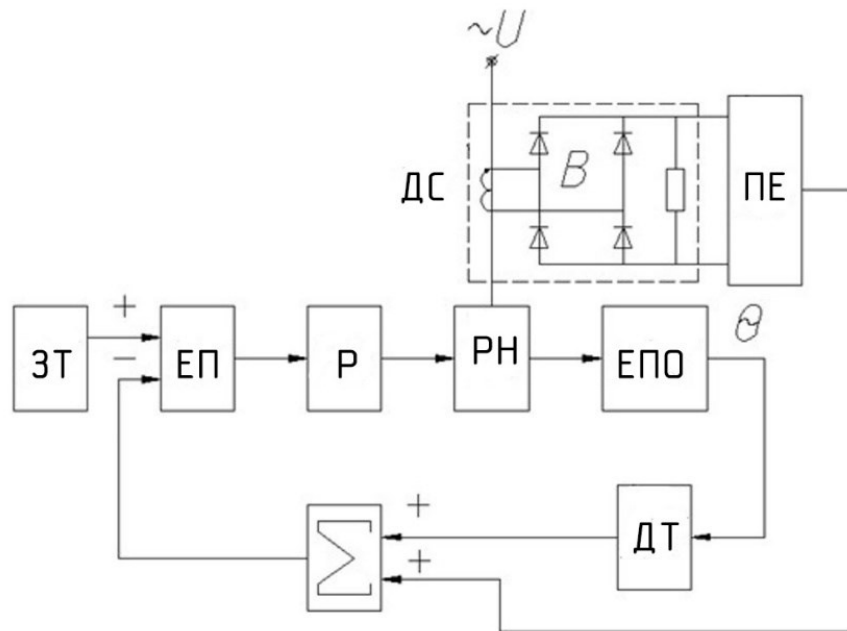 ~U
ДС
В
ПЕ
+
−
ЗТ
ЕП
Р
РН
ЕПО
Θ
Σ
+
+
ДТ